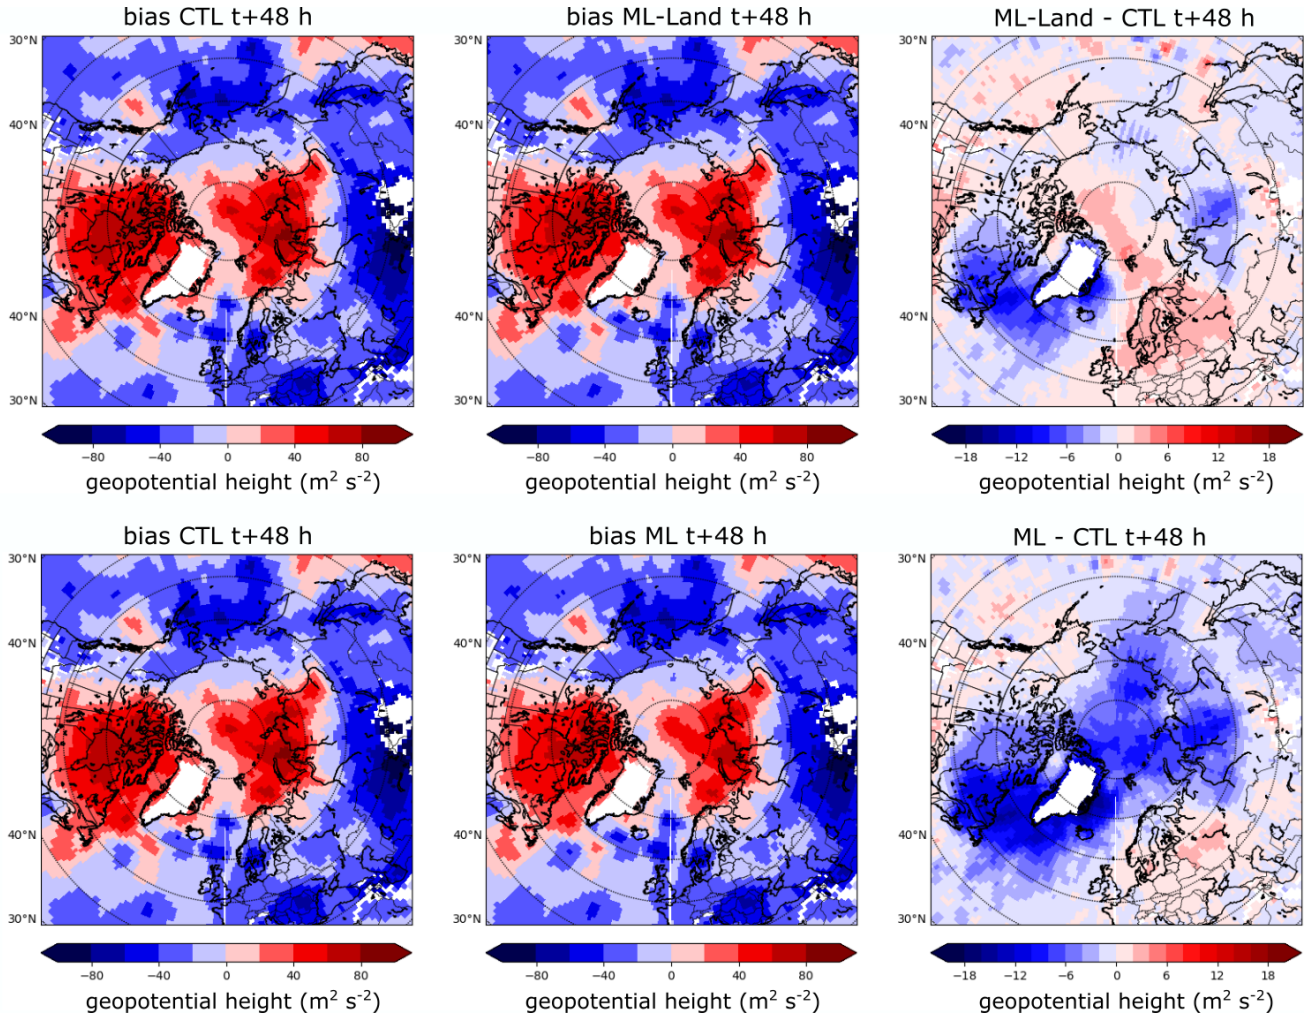 bias CTL t+48 h
bias ML-Land t+48 h
ML-Land - CTL t+48 h
30°N
40°N
40°N
30°N
30°N
40°N
40°N
30°N
30°N
40°N
40°N
30°N
−80 −40 0 40 80
−80 −40 0 40 80
−18 −12 −6 0 6 12 18
geopotential height (m² s⁻²)
geopotential height (m² s⁻²)
geopotential height (m² s⁻²)
bias CTL t+48 h
bias ML t+48 h
ML - CTL t+48 h
30°N
40°N
40°N
30°N
30°N
40°N
40°N
30°N
30°N
40°N
40°N
30°N
−80 −40 0 40 80
−80 −40 0 40 80
−18 −12 −6 0 6 12 18
geopotential height (m² s⁻²)
geopotential height (m² s⁻²)
geopotential height (m² s⁻²)